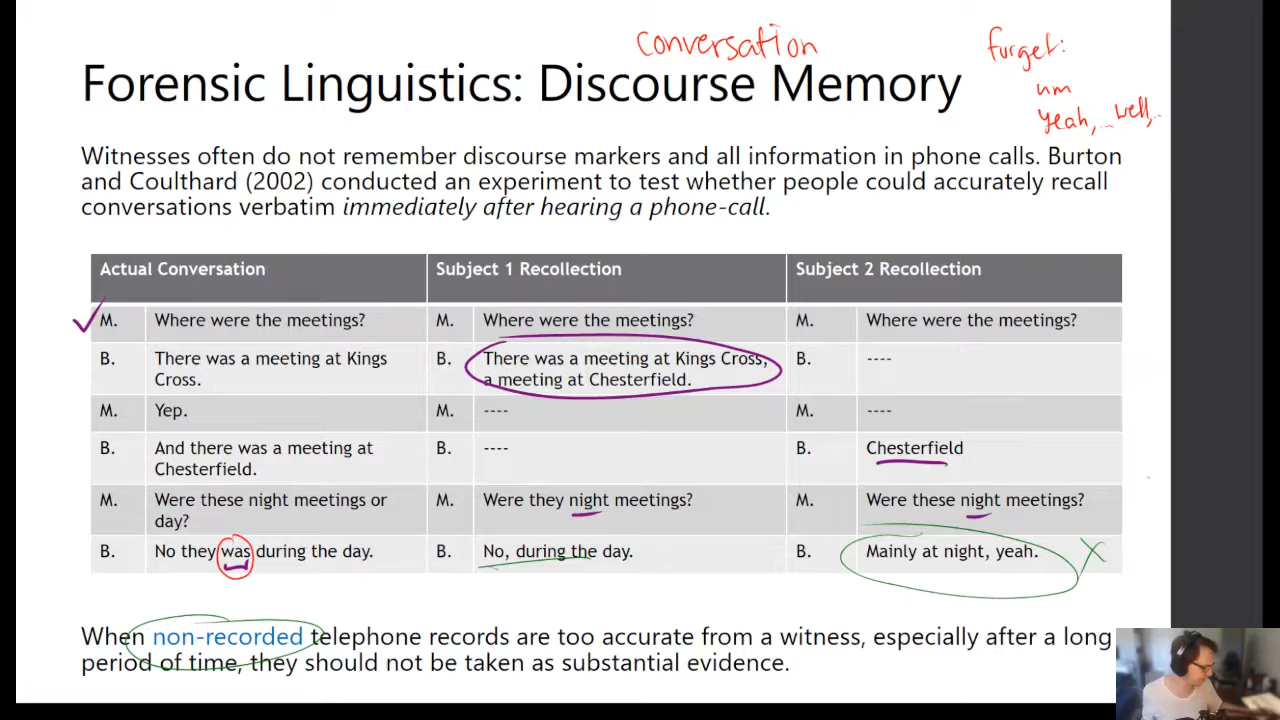 conversation
forget:
um
yeah, ... well, ..
Forensic Linguistics: Discourse Memory
Witnesses often do not remember discourse markers and all information in phone calls. Burton
and Coulthard (2002) conducted an experiment to test whether people could accurately recall
conversations verbatim immediately after hearing a phone-call.
Actual Conversation Subject 1 Recollection Subject 2 Recollection
M. Where were the meetings? M. Where were the meetings? M. Where were the meetings?
B. There was a meeting at Kings B. There was a meeting at Kings Cross, B. ----
Cross. a meeting at Chesterfield.
M. Yep. M. ---- M. ----
B. And there was a meeting at B. ---- B. Chesterfield
Chesterfield.
M. Were these night meetings or M. Were they night meetings? M. Were these night meetings?
day?
B. No they was during the day. B. No, during the day. B. Mainly at night, yeah.
When non-recorded telephone records are too accurate from a witness, especially after a long
period of time, they should not be taken as substantial evidence.